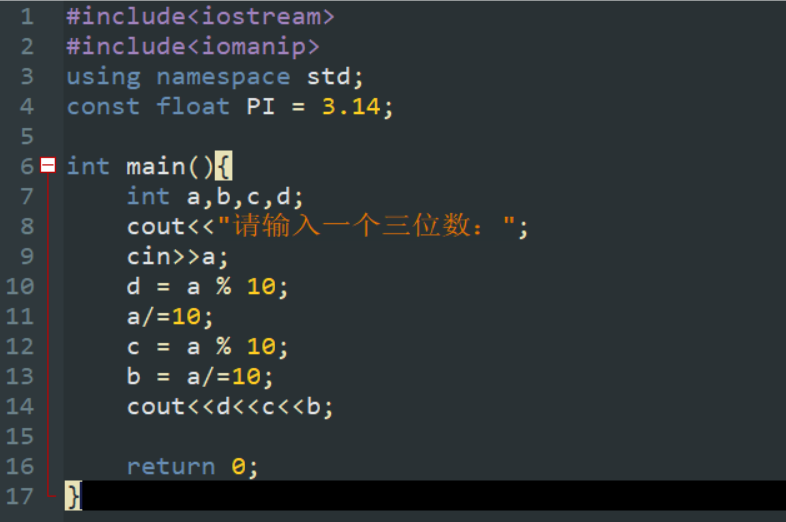 1 #include<iostream>
2 #include<iomanip>
3 using namespace std;
4 const float PI = 3.14;
5
6 int main(){
7 int a,b,c,d;
8 cout<<"请输入一个三位数：";
9 cin>>a;
10 d = a % 10;
11 a/=10;
12 c = a % 10;
13 b = a/=10;
14 cout<<d<<c<<b;
15
16 return 0;
17 }